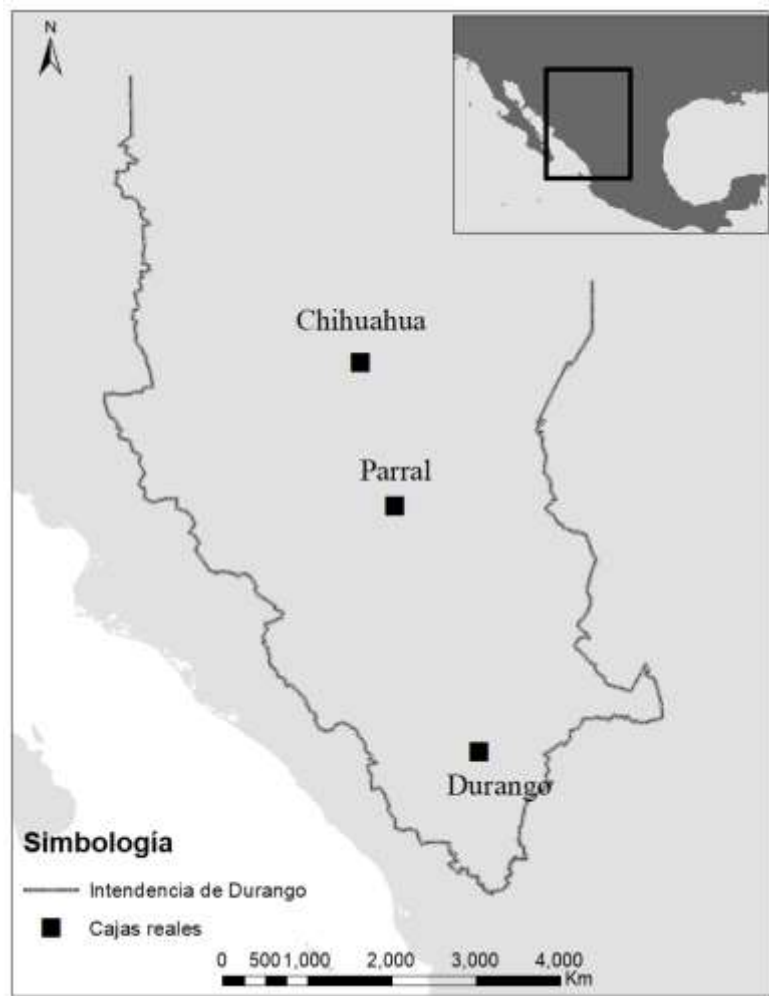 N
Chihuahua
Parral
Durango
Simbología
Intendencia de Durango
Cajas reales
0 500 1,000 2,000 3,000 4,000
Km